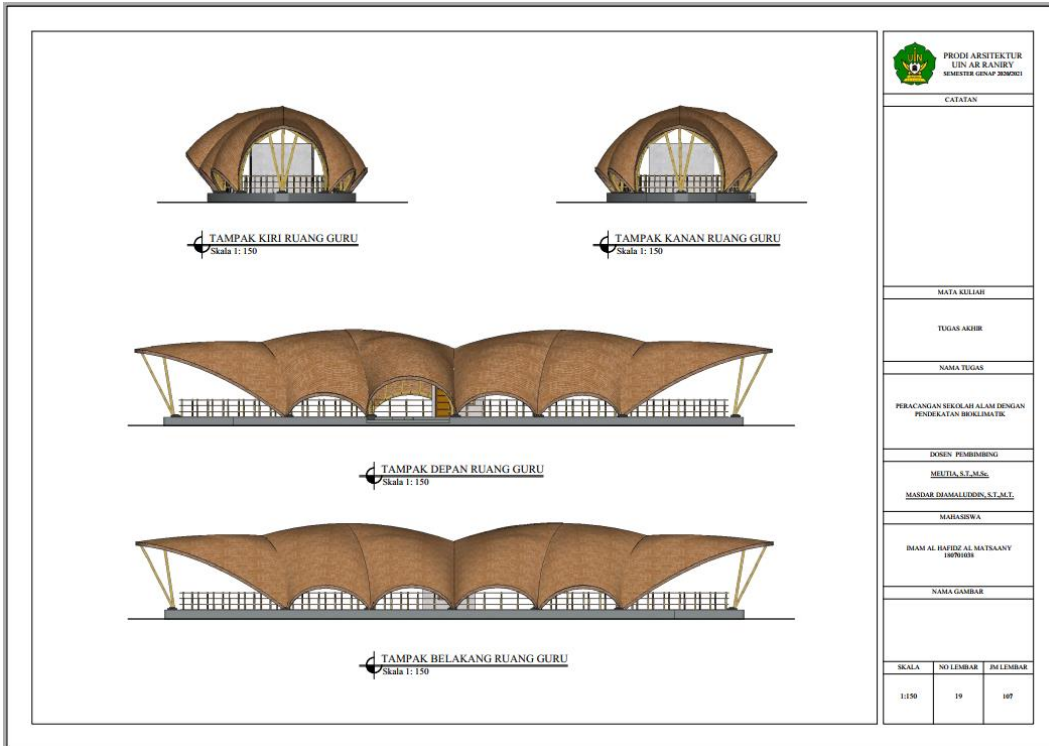 TAMPAK KIRI RUANG GURU
Skala 1: 150
TAMPAK KANAN RUANG GURU
Skala 1: 150
TAMPAK DEPAN RUANG GURU
Skala 1: 150
TAMPAK BELAKANG RUANG GURU
Skala 1: 150
UIN
PRODI ARSITEKTUR
UIN AR RANIRY
SEMESTER GENAP 2020/2021
CATATAN
MATA KULIAH
TUGAS AKHIR
NAMA TUGAS
PERACANGAN SEKOLAH ALAM DENGAN
PENDEKATAN BIOKLIMATIK
DOSEN PEMBIMBING
MEUTIA, S.T.,M.Sc.
MASDAR DJAMALUDDIN, S.T.,M.T.
MAHASISWA
IMAM AL HAFIDZ AL MATSAANY
180701038
NAMA GAMBAR
SKALA
NO LEMBAR
JM LEMBAR
1:150
19
107